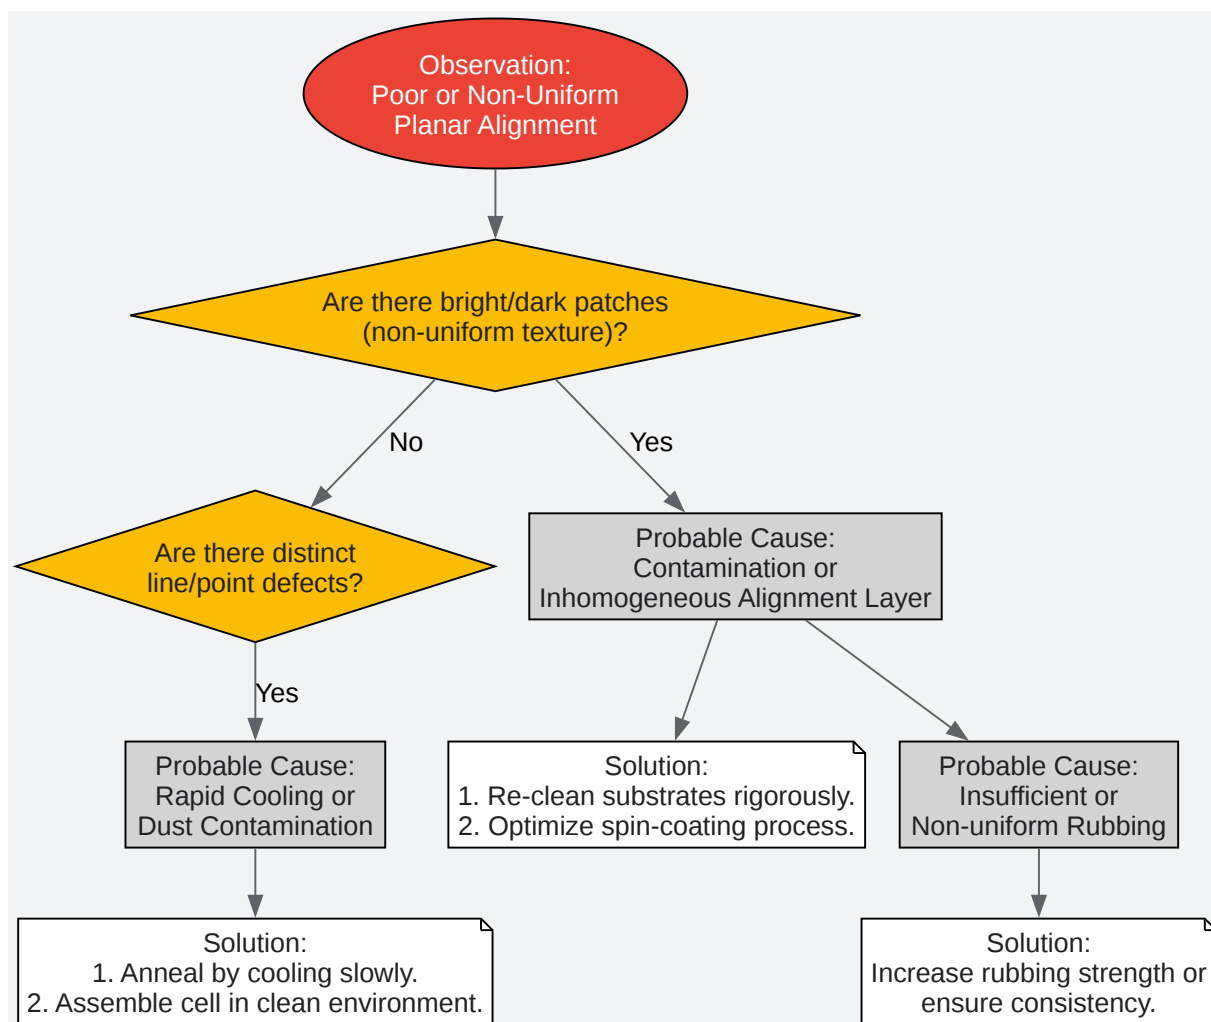 Observation:
Poor or Non-Uniform
Planar Alignment
Are there bright/dark patches
(non-uniform texture)?
No
Yes
Are there distinct
line/point defects?
Probable Cause:
Contamination or
Inhomogeneous Alignment Layer
Yes
Probable Cause:
Rapid Cooling or
Dust Contamination
Solution:
1. Re-clean substrates rigorously.
2. Optimize spin-coating process.
Probable Cause:
Insufficient or
Non-uniform Rubbing
Solution:
1. Anneal by cooling slowly.
2. Assemble cell in clean environment.
Solution:
Increase rubbing strength or
ensure consistency.